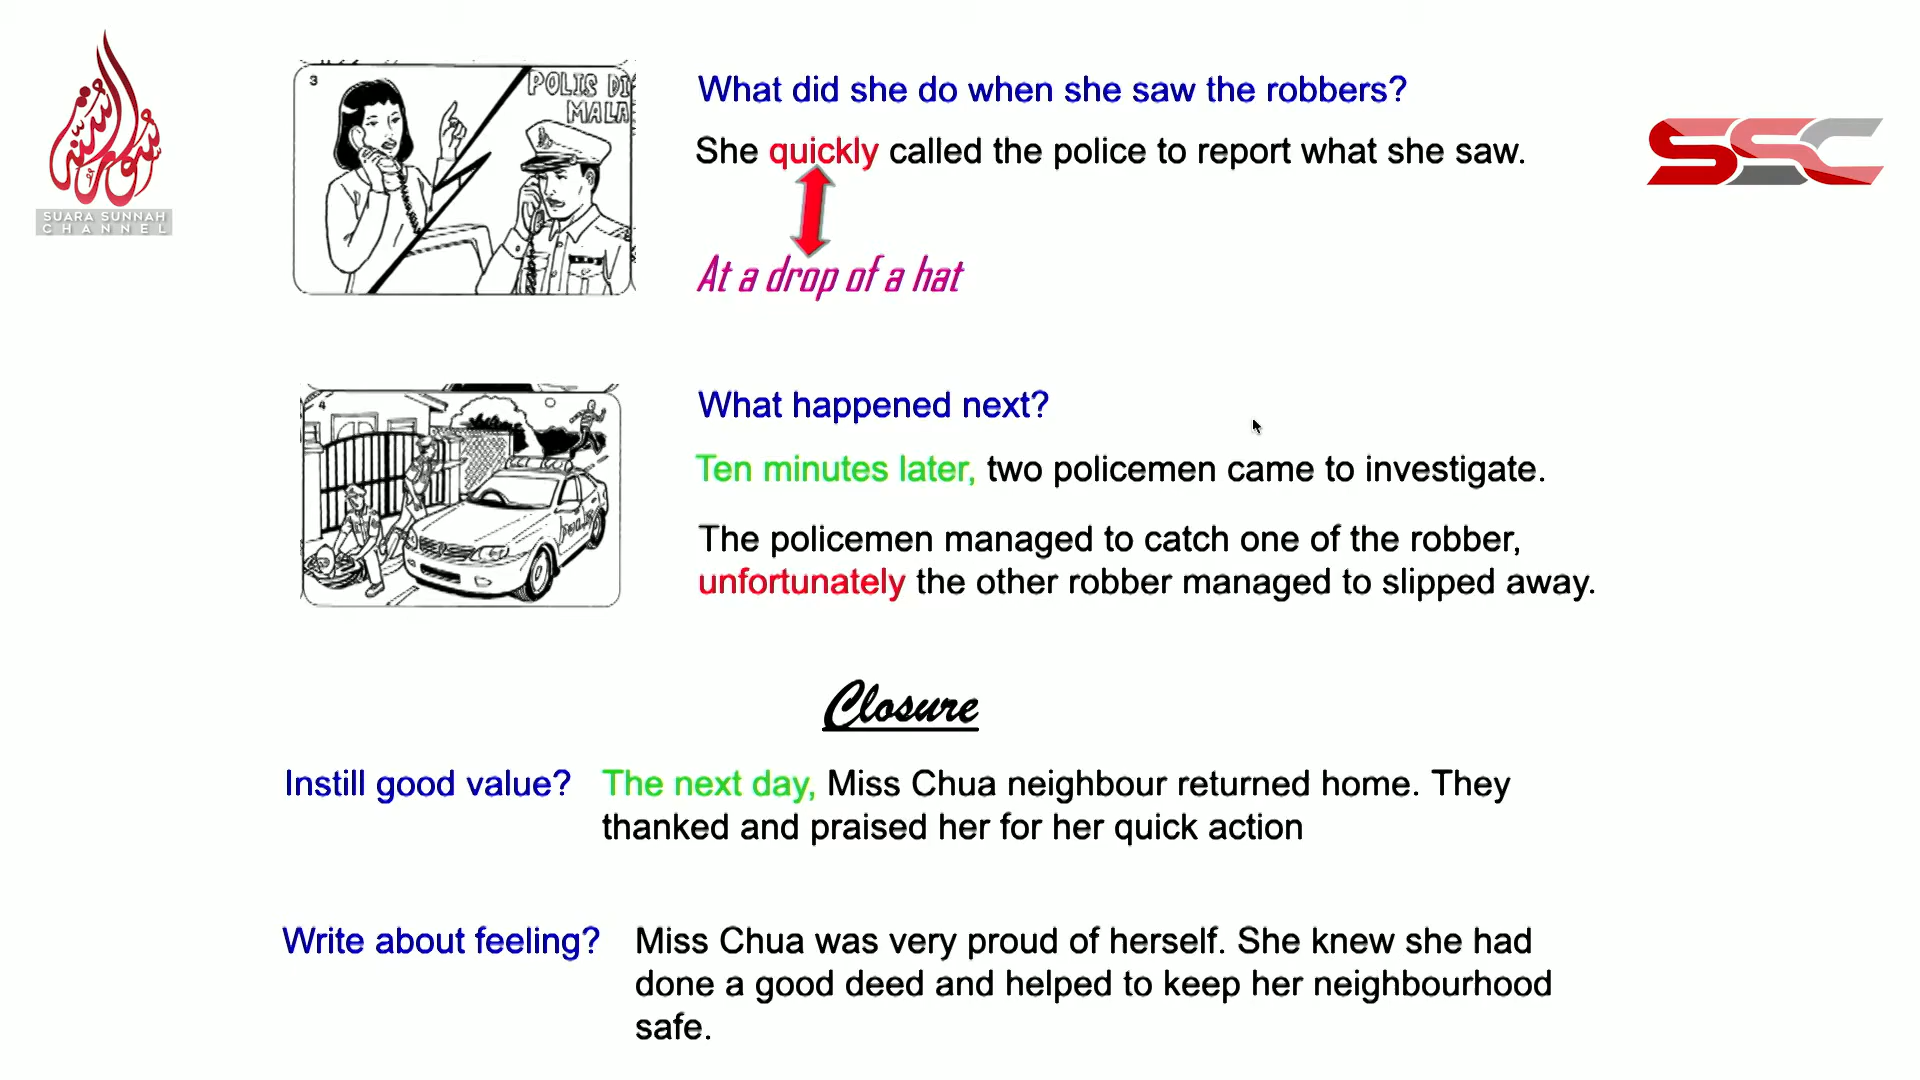 سوارا السنة
SUARA SUNNAH
CHANNEL
SSC
3
POLIS DI
MALA
What did she do when she saw the robbers?
She quickly called the police to report what she saw.
At a drop of a hat
4
What happened next?
Ten minutes later, two policemen came to investigate.
The policemen managed to catch one of the robber,
unfortunately the other robber managed to slipped away.
Closure
Instill good value? The next day, Miss Chua neighbour returned home. They
thanked and praised her for her quick action
Write about feeling? Miss Chua was very proud of herself. She knew she had
done a good deed and helped to keep her neighbourhood
safe.